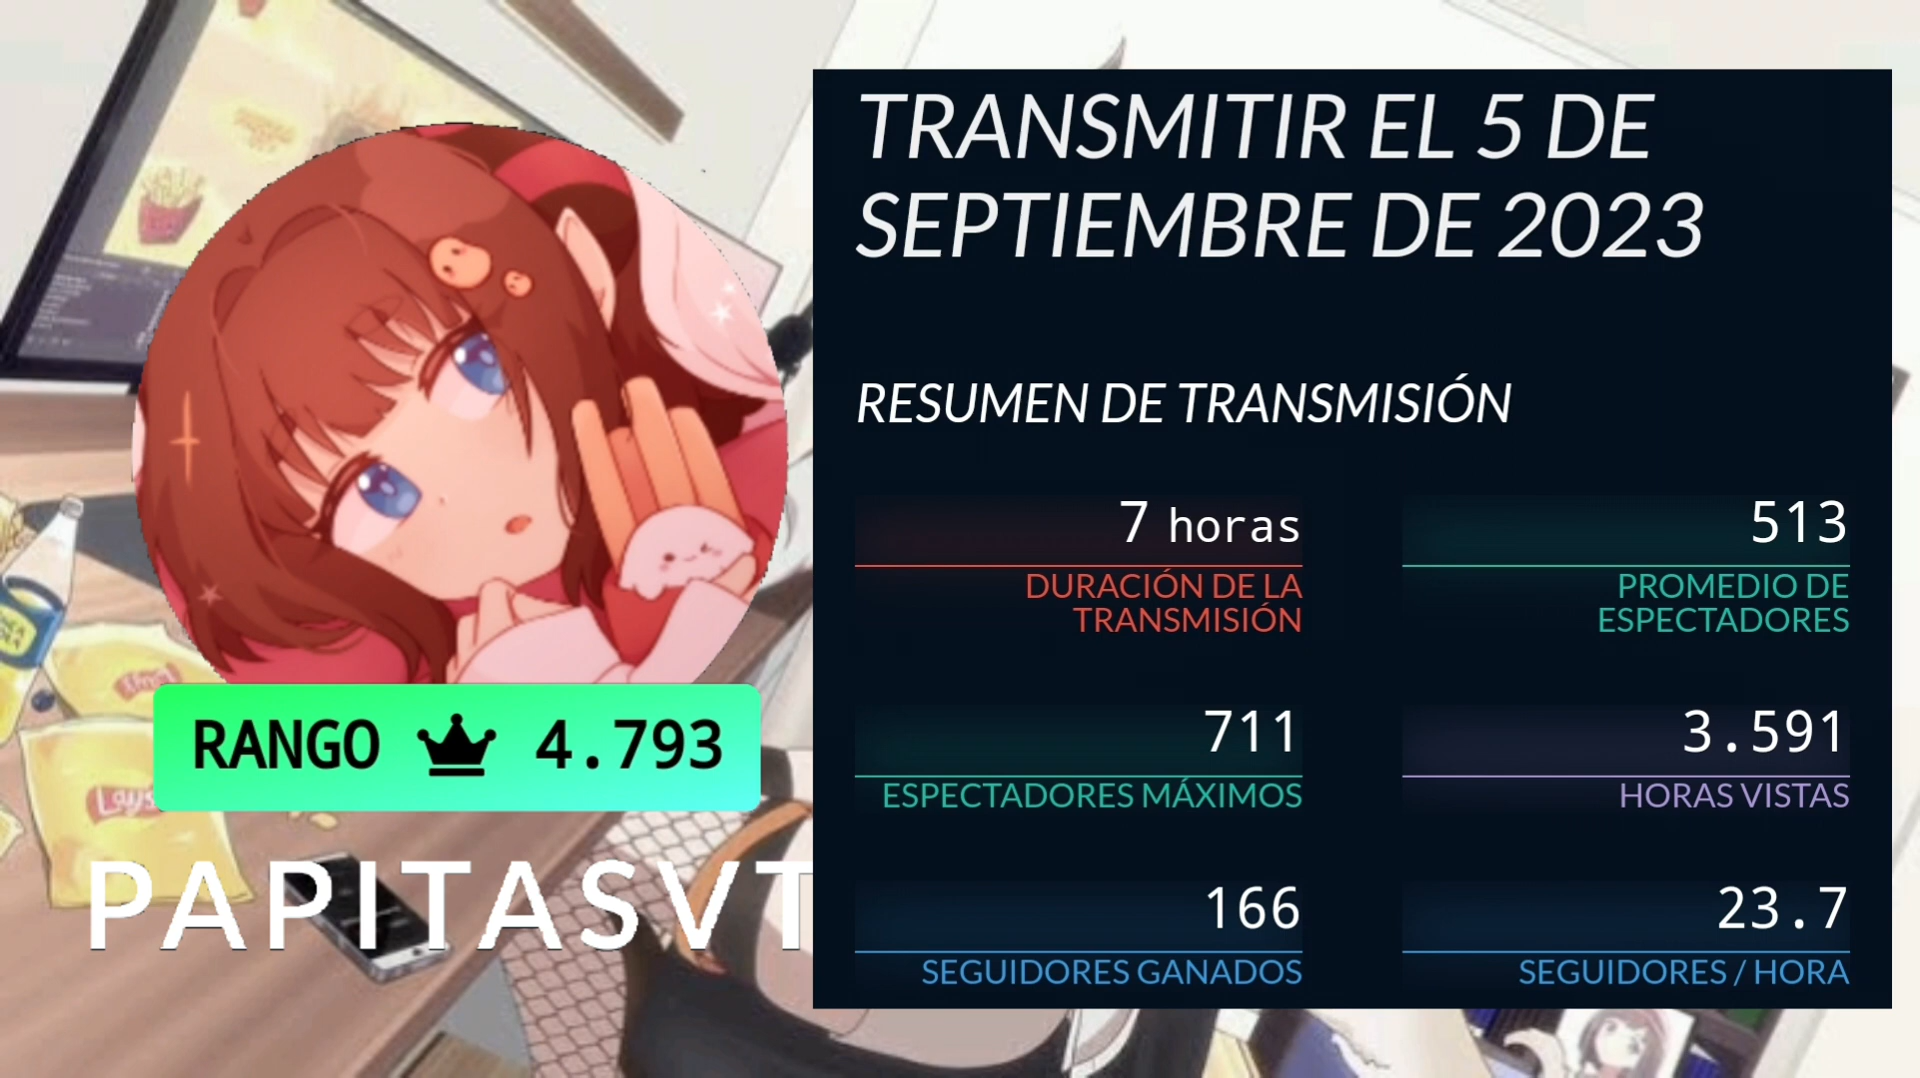 TRANSMITIR EL 5 DE
SEPTIEMBRE DE 2023
RESUMEN DE TRANSMISIÓN
7 horas
DURACIÓN DE LA
TRANSMISIÓN
513
PROMEDIO DE
ESPECTADORES
711
ESPECTADORES MÁXIMOS
3.591
HORAS VISTAS
166
SEGUIDORES GANADOS
23.7
SEGUIDORES / HORA
RANGO 4.793
PAPITASVT
Lays